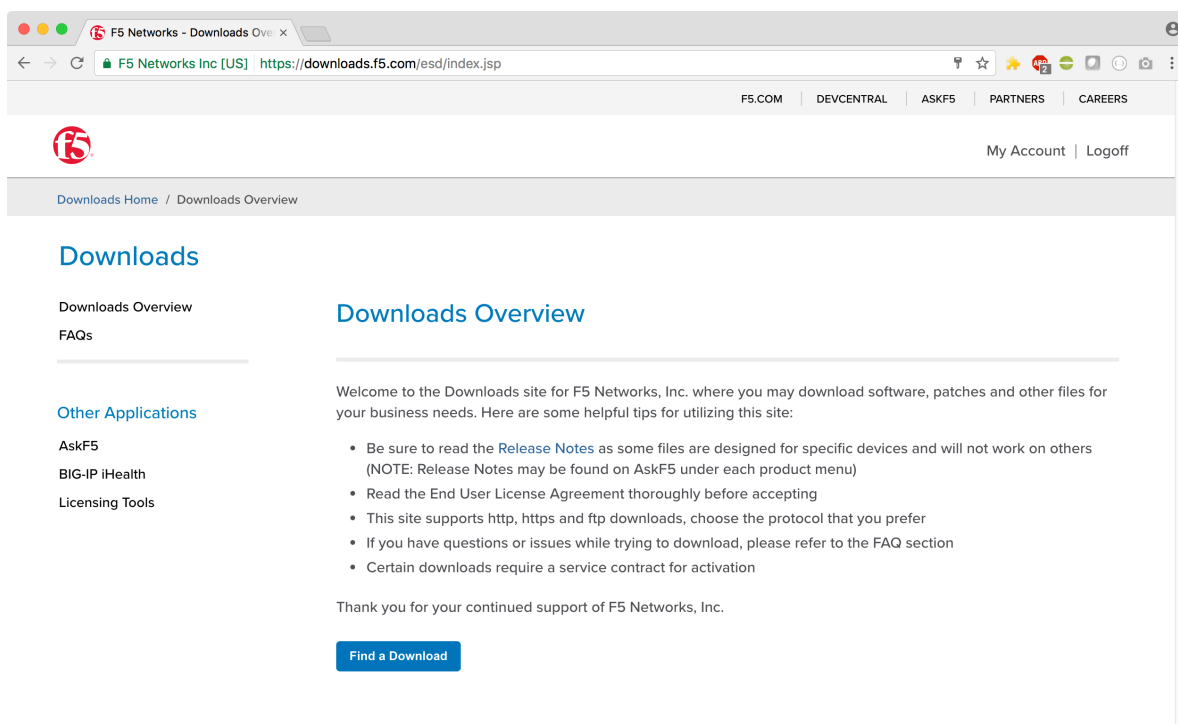 F5 Networks - Downloads Ove
F5 Networks Inc [US] https://downloads.f5.com/esd/index.jsp
ABP
2
F5.COM DEVCENTRAL ASKF5 PARTNERS CAREERS
f5
My Account | Logoff
Downloads Home / Downloads Overview
Downloads
Downloads Overview
FAQs
Other Applications
AskF5
BIG-IP iHealth
Licensing Tools
Downloads Overview
Welcome to the Downloads site for F5 Networks, Inc. where you may download software, patches and other files for
your business needs. Here are some helpful tips for utilizing this site:
• Be sure to read the Release Notes as some files are designed for specific devices and will not work on others
(NOTE: Release Notes may be found on AskF5 under each product menu)
• Read the End User License Agreement thoroughly before accepting
• This site supports http, https and ftp downloads, choose the protocol that you prefer
• If you have questions or issues while trying to download, please refer to the FAQ section
• Certain downloads require a service contract for activation
Thank you for your continued support of F5 Networks, Inc.
Find a Download